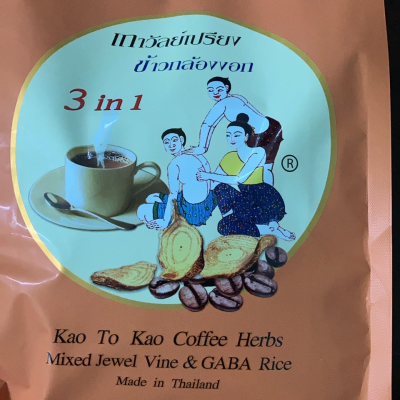 เถาวัลย์เปรียง
ข้าวกล้องงอก
3 in 1
®
Kao To Kao Coffee Herbs
Mixed Jewel Vine & GABA Rice
Made in Thailand